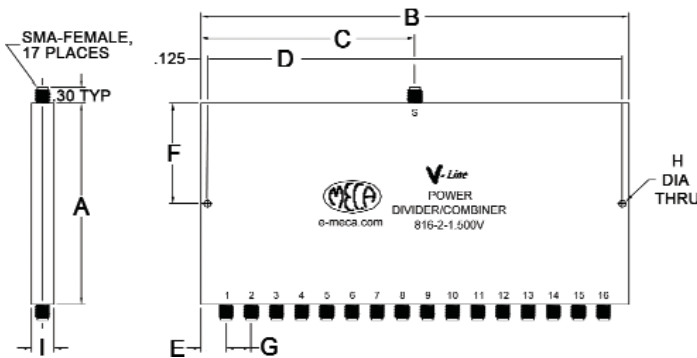 B
C
SMA-FEMALE,
17 PLACES
.125
D
.30 TYP
S
F
A
H
DIA
THRU
V-Line
MECA
e-meca.com
POWER
DIVIDER/COMBINER
816-2-1.500V
1 2 3 4 5 6 7 8 9 10 11 12 13 14 15 16
I
E
G